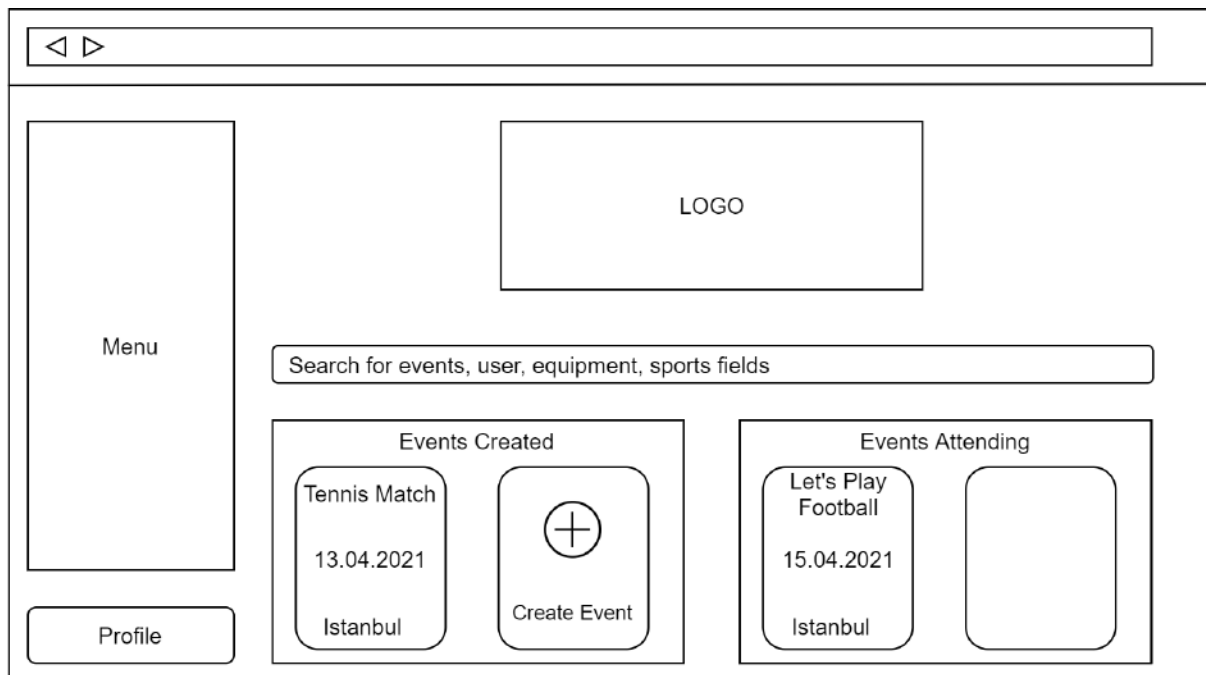 LOGO
Menu
Search for events, user, equipment, sports fields
Events Created
Tennis Match
13.04.2021
Istanbul
Create Event
Events Attending
Let's Play
Football
15.04.2021
Istanbul
Profile